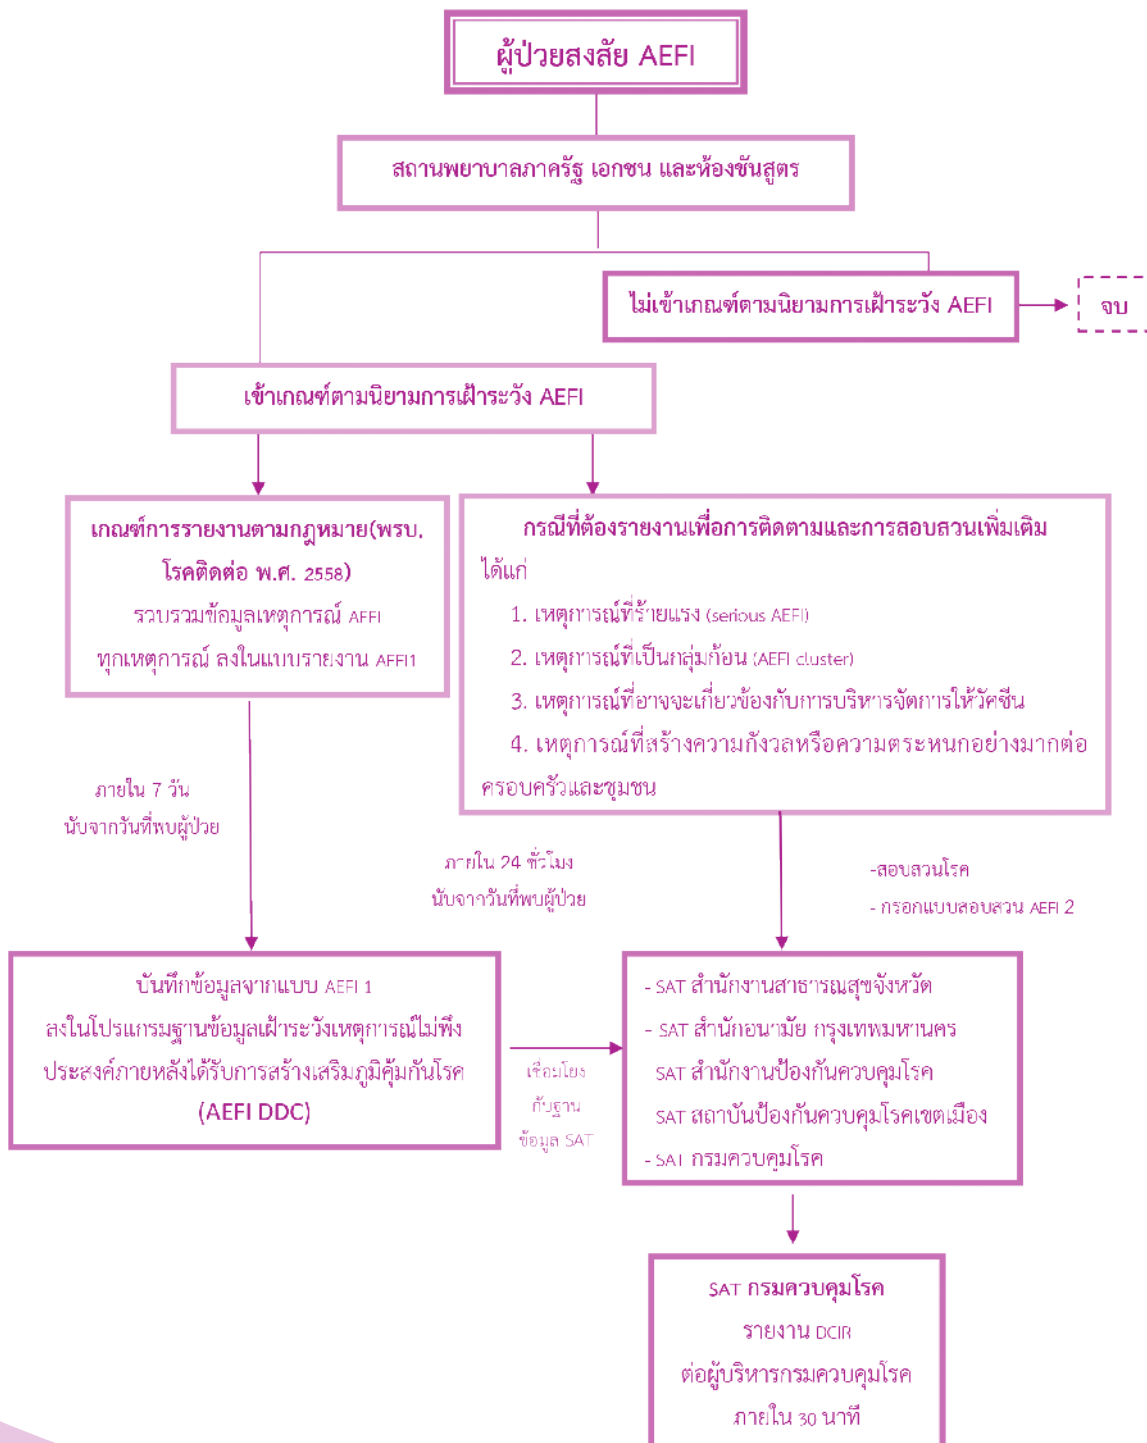 ผู้ป่วยสงสัย AEFI
สถานพยาบาลภาครัฐ เอกชน และห้องชันสูตร
ไม่เข้าเกณฑ์ตามนิยามการเฝ้าระวัง AEFI
จบ
เข้าเกณฑ์ตามนิยามการเฝ้าระวัง AEFI
เกณฑ์การรายงานตามกฎหมาย(พรบ.
โรคติดต่อ พ.ศ. 2558)
รวบรวมข้อมูลเหตุการณ์ AEFI
ทุกเหตุการณ์ ลงในแบบรายงาน AEFI1
กรณีที่ต้องรายงานเพื่อการติดตามและการสอบสวนเพิ่มเติม
ได้แก่
1. เหตุการณ์ที่ร้ายแรง (serious AEFI)
2. เหตุการณ์ที่เป็นกลุ่มก้อน (AEFI cluster)
3. เหตุการณ์ที่อาจจะเกี่ยวข้องกับการบริหารจัดการให้วัคซีน
4. เหตุการณ์ที่สร้างความกังวลหรือความตระหนกอย่างมากต่อ
ครอบครัวและชุมชน
ภายใน 7 วัน
นับจากวันที่พบผู้ป่วย
ภายใน 24 ชั่วโมง
นับจากวันที่พบผู้ป่วย
-สอบสวนโรค
- กรอกแบบสอบสวน AEFI 2
บันทึกข้อมูลจากแบบ AEFI 1
ลงในโปรแกรมฐานข้อมูลเฝ้าระวังเหตุการณ์ไม่พึง
ประสงค์ภายหลังได้รับการสร้างเสริมภูมิคุ้มกันโรค
(AEFI DDC)
เชื่อมโยง
กับฐาน
ข้อมูล SAT
- SAT สำนักงานสาธารณสุขจังหวัด
- SAT สำนักอนามัย กรุงเทพมหานคร
SAT สำนักงานป้องกันควบคุมโรค
SAT สถาบันป้องกันควบคุมโรคเขตเมือง
- SAT กรมควบคุมโรค
SAT กรมควบคุมโรค
รายงาน DCIR
ต่อผู้บริหารกรมควบคุมโรค
ภายใน 30 นาที